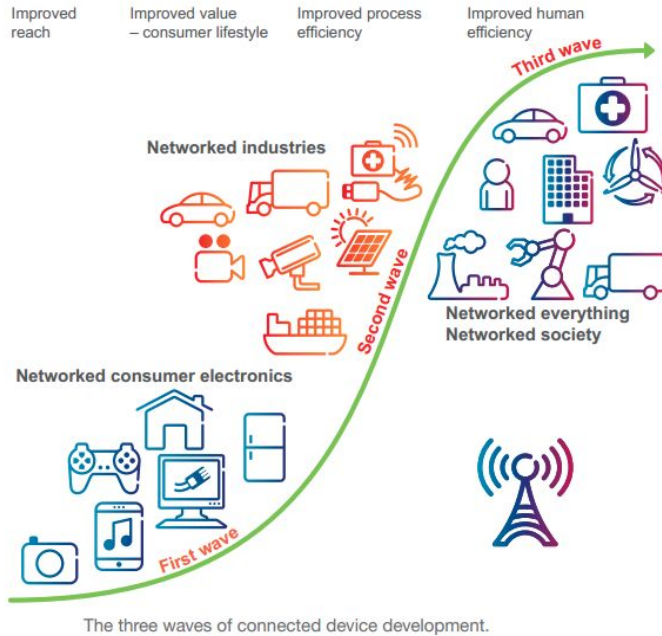 Improved
reach
Improved value
– consumer lifestyle
Improved process
efficiency
Improved human
efficiency
Third wave
Networked industries
Second wave
Networked everything
Networked society
Networked consumer electronics
First wave
The three waves of connected device development.